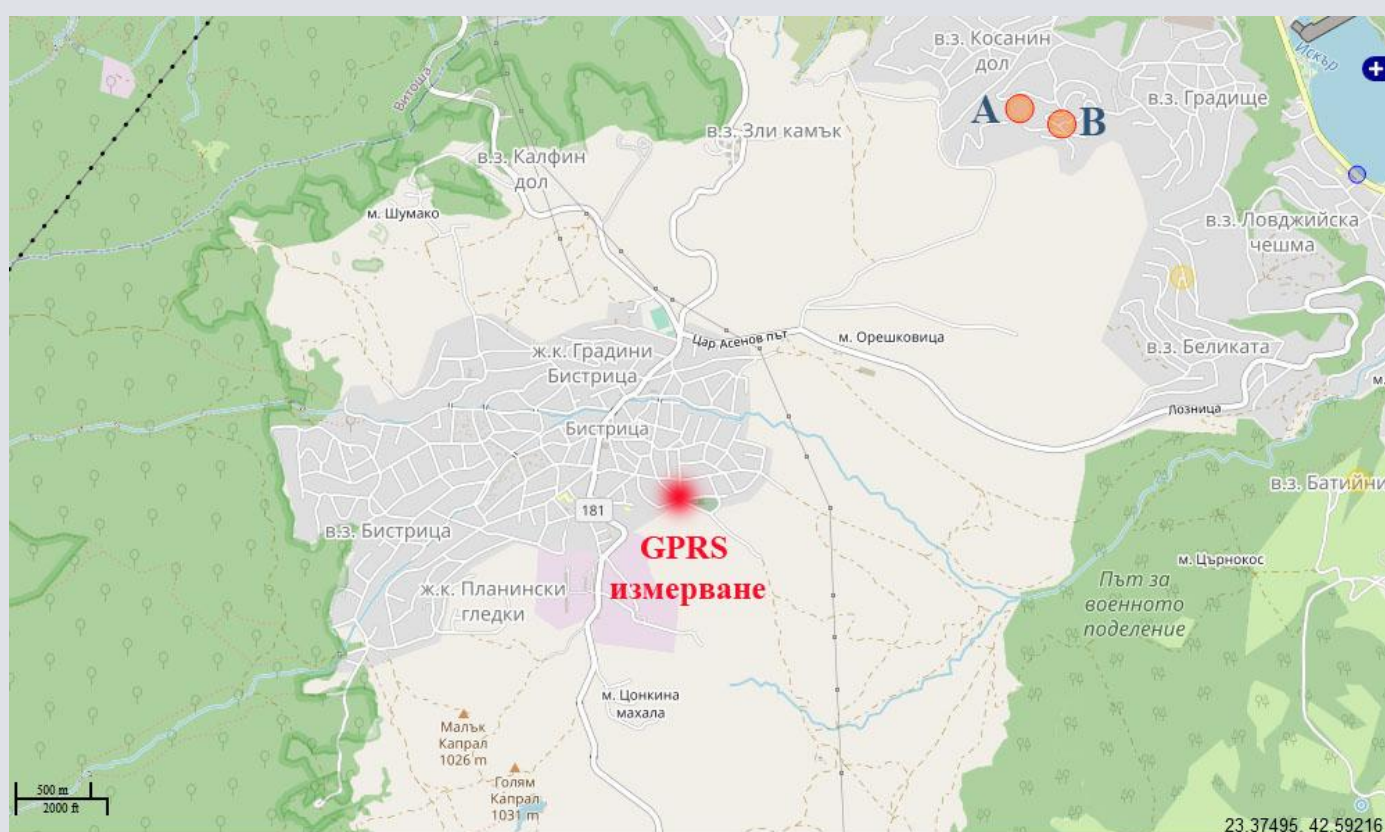 в.з. Косанин
дол
Искър
+
A
B
в.з. Градище
Витоша
в.з. Зли камък
в.з. Калфин
дол
м. Шумако
в.з. Ловджийска
чешма
Цар Асенов път
м. Орешковица
ж.к. Градини
Бистрица
в.з. Беликата
м.
Лозница
Бистрица
в.з. Батийни
181
в.з. Бистрица
GPRS
измерване
м. Църнокос
Път за
военното
поделение
ж.к. Планински
гледки
м. Цонкина
махала
Малък
Капрал
1026 m
Голям
Капрал
1031 m
500 m
2000 ft
23.37495, 42.59216